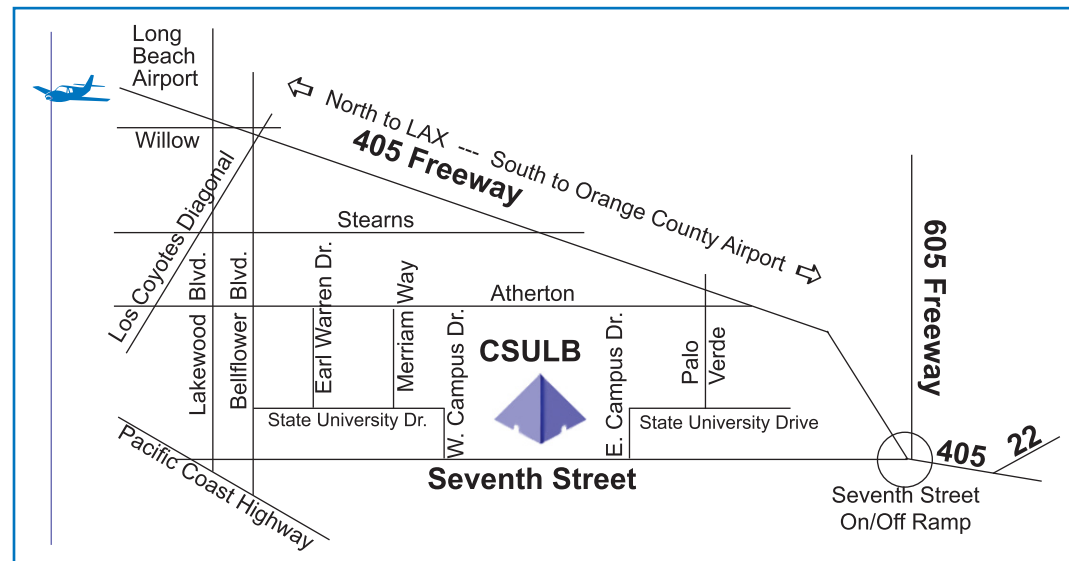 Long
Beach
Airport
Willow
North to LAX --- South to Orange County Airport
405 Freeway
Los Coyotes Diagonal
Stearns
605 Freeway
Lakewood Blvd.
Bellflower Blvd.
Earl Warren Dr.
Merriam Way
Atherton
W. Campus Dr.
CSULB
E. Campus Dr.
Palo
Verde
State University Dr.
State University Drive
Pacific Coast Highway
Seventh Street
405
22
Seventh Street
On/Off Ramp